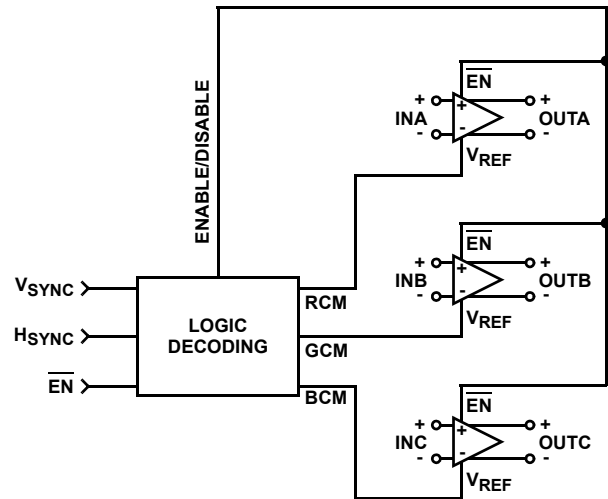 ENABLE/DISABLE
EN
+ + +
INA OUTA
- - -
VREF
EN
+ + +
INB OUTB
- - -
VREF
VSYNC
HSYNC
EN
LOGIC
DECODING
RCM
GCM
BCM
EN
+ + +
INC OUTC
- - -
VREF